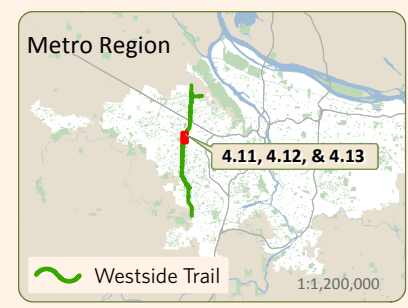 Metro Region
4.11, 4.12, & 4.13
Westside Trail
1:1,200,000